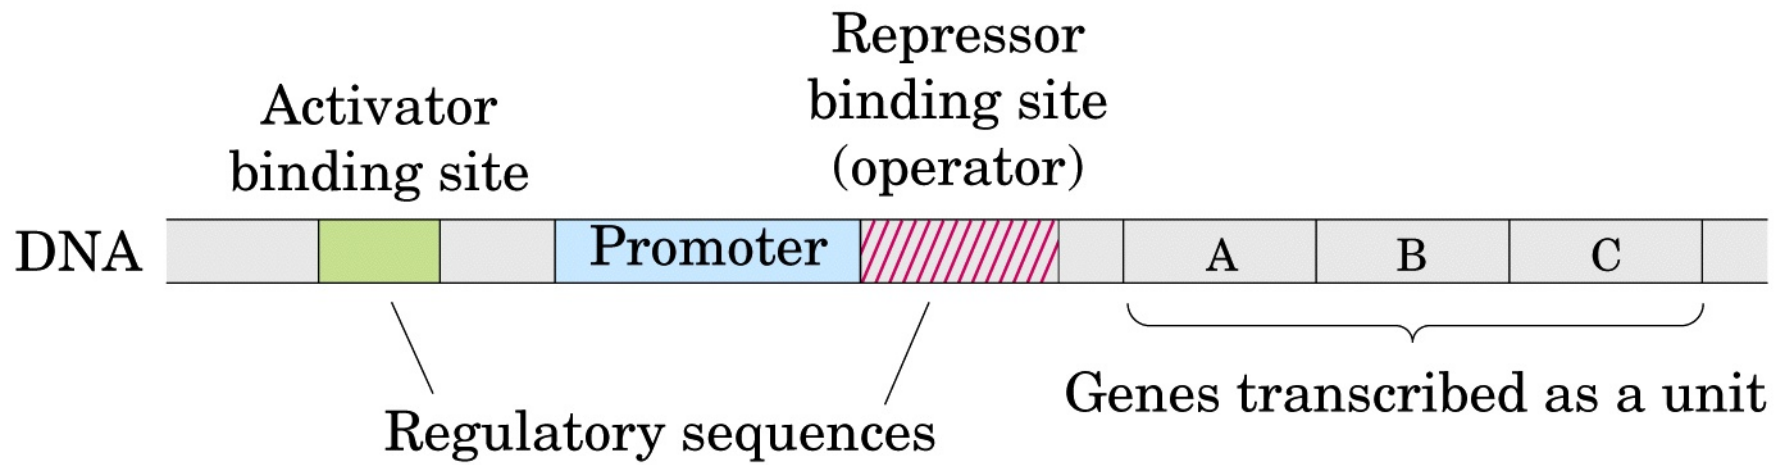 Repressor
binding site
(operator)
Activator
binding site
DNA
Promoter
A
B
C
Genes transcribed as a unit
Regulatory sequences